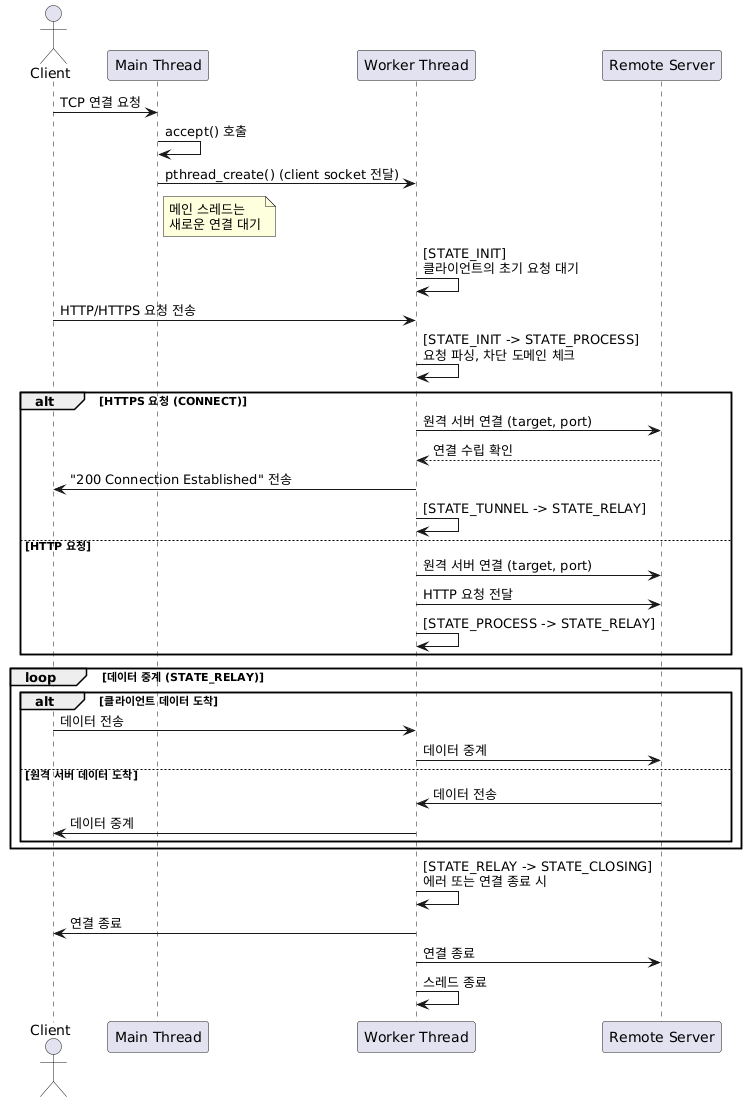 Client
Main Thread
Worker Thread
Remote Server
TCP 연결 요청
accept() 호출
pthread_create() (client socket 전달)
메인 스레드는
새로운 연결 대기
[STATE_INIT]
클라이언트의 초기 요청 대기
HTTP/HTTPS 요청 전송
[STATE_INIT -> STATE_PROCESS]
요청 파싱, 차단 도메인 체크
alt [HTTPS 요청 (CONNECT)]
원격 서버 연결 (target, port)
연결 수립 확인
"200 Connection Established" 전송
[STATE_TUNNEL -> STATE_RELAY]
[HTTP 요청]
원격 서버 연결 (target, port)
HTTP 요청 전달
[STATE_PROCESS -> STATE_RELAY]
loop [데이터 중계 (STATE_RELAY)]
alt [클라이언트 데이터 도착]
데이터 전송
데이터 중계
[원격 서버 데이터 도착]
데이터 전송
데이터 중계
[STATE_RELAY -> STATE_CLOSING]
에러 또는 연결 종료 시
연결 종료
연결 종료
스레드 종료
Client
Main Thread
Worker Thread
Remote Server